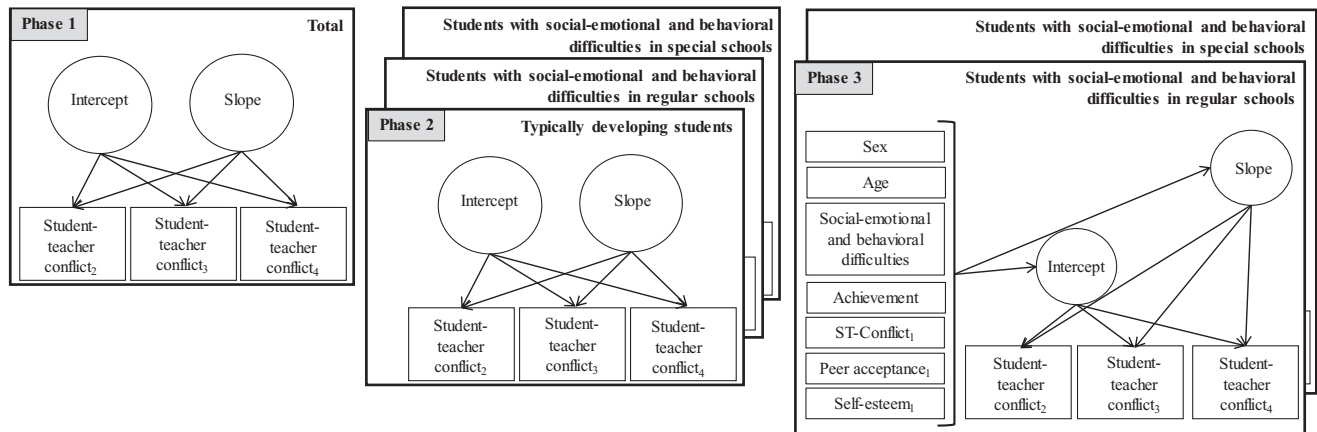 Phase 1
Total
Intercept
Slope
Student-
teacher
conflict₂
Student-
teacher
conflict₃
Student-
teacher
conflict₄
Students with social-emotional and behavioral
difficulties in special schools
Students with social-emotional and behavioral
difficulties in regular schools
Phase 2
Typically developing students
Intercept
Slope
Student-
teacher
conflict₂
Student-
teacher
conflict₃
Student-
teacher
conflict₄
Students with social-emotional and behavioral
difficulties in special schools
Phase 3
Students with social-emotional and behavioral
difficulties in regular schools
Sex
Age
Social-emotional
and behavioral
difficulties
Achievement
ST-Conflict₁
Peer acceptance₁
Self-esteem₁
Slope
Intercept
Student-
teacher
conflict₂
Student-
teacher
conflict₃
Student-
teacher
conflict₄